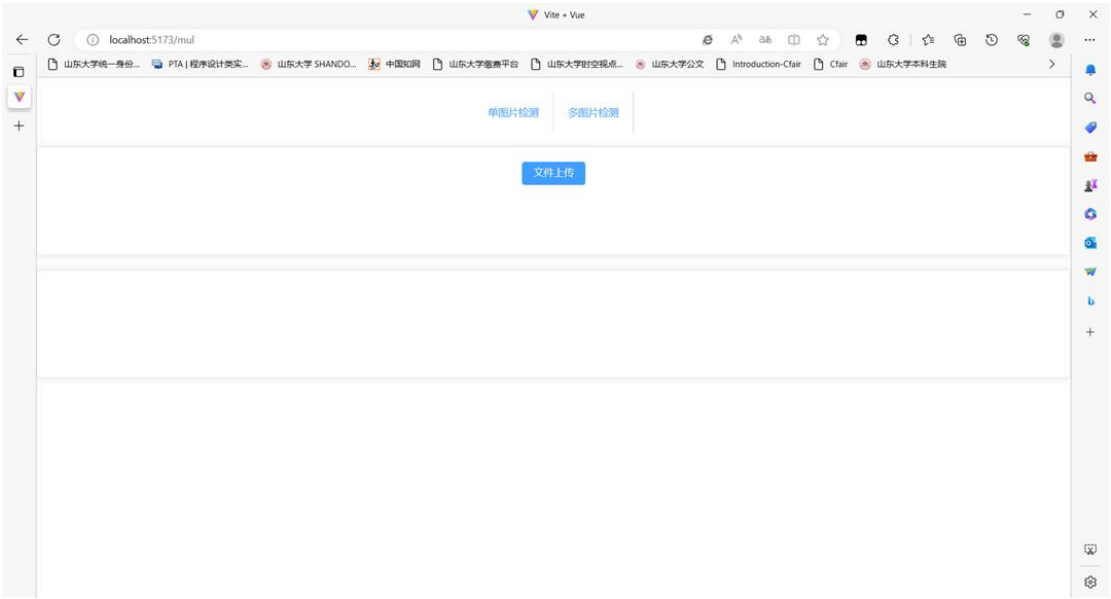 Vite + Vue
localhost:5173/mul
山东大学统一身份... PTA | 程序设计类实... 山东大学 SHANDO... 中国知网 山东大学缴费平台 山东大学时空视点... 山东大学公文 Introduction-Cfair Cfair 山东大学本科生院
单图片检测 多图片检测
文件上传